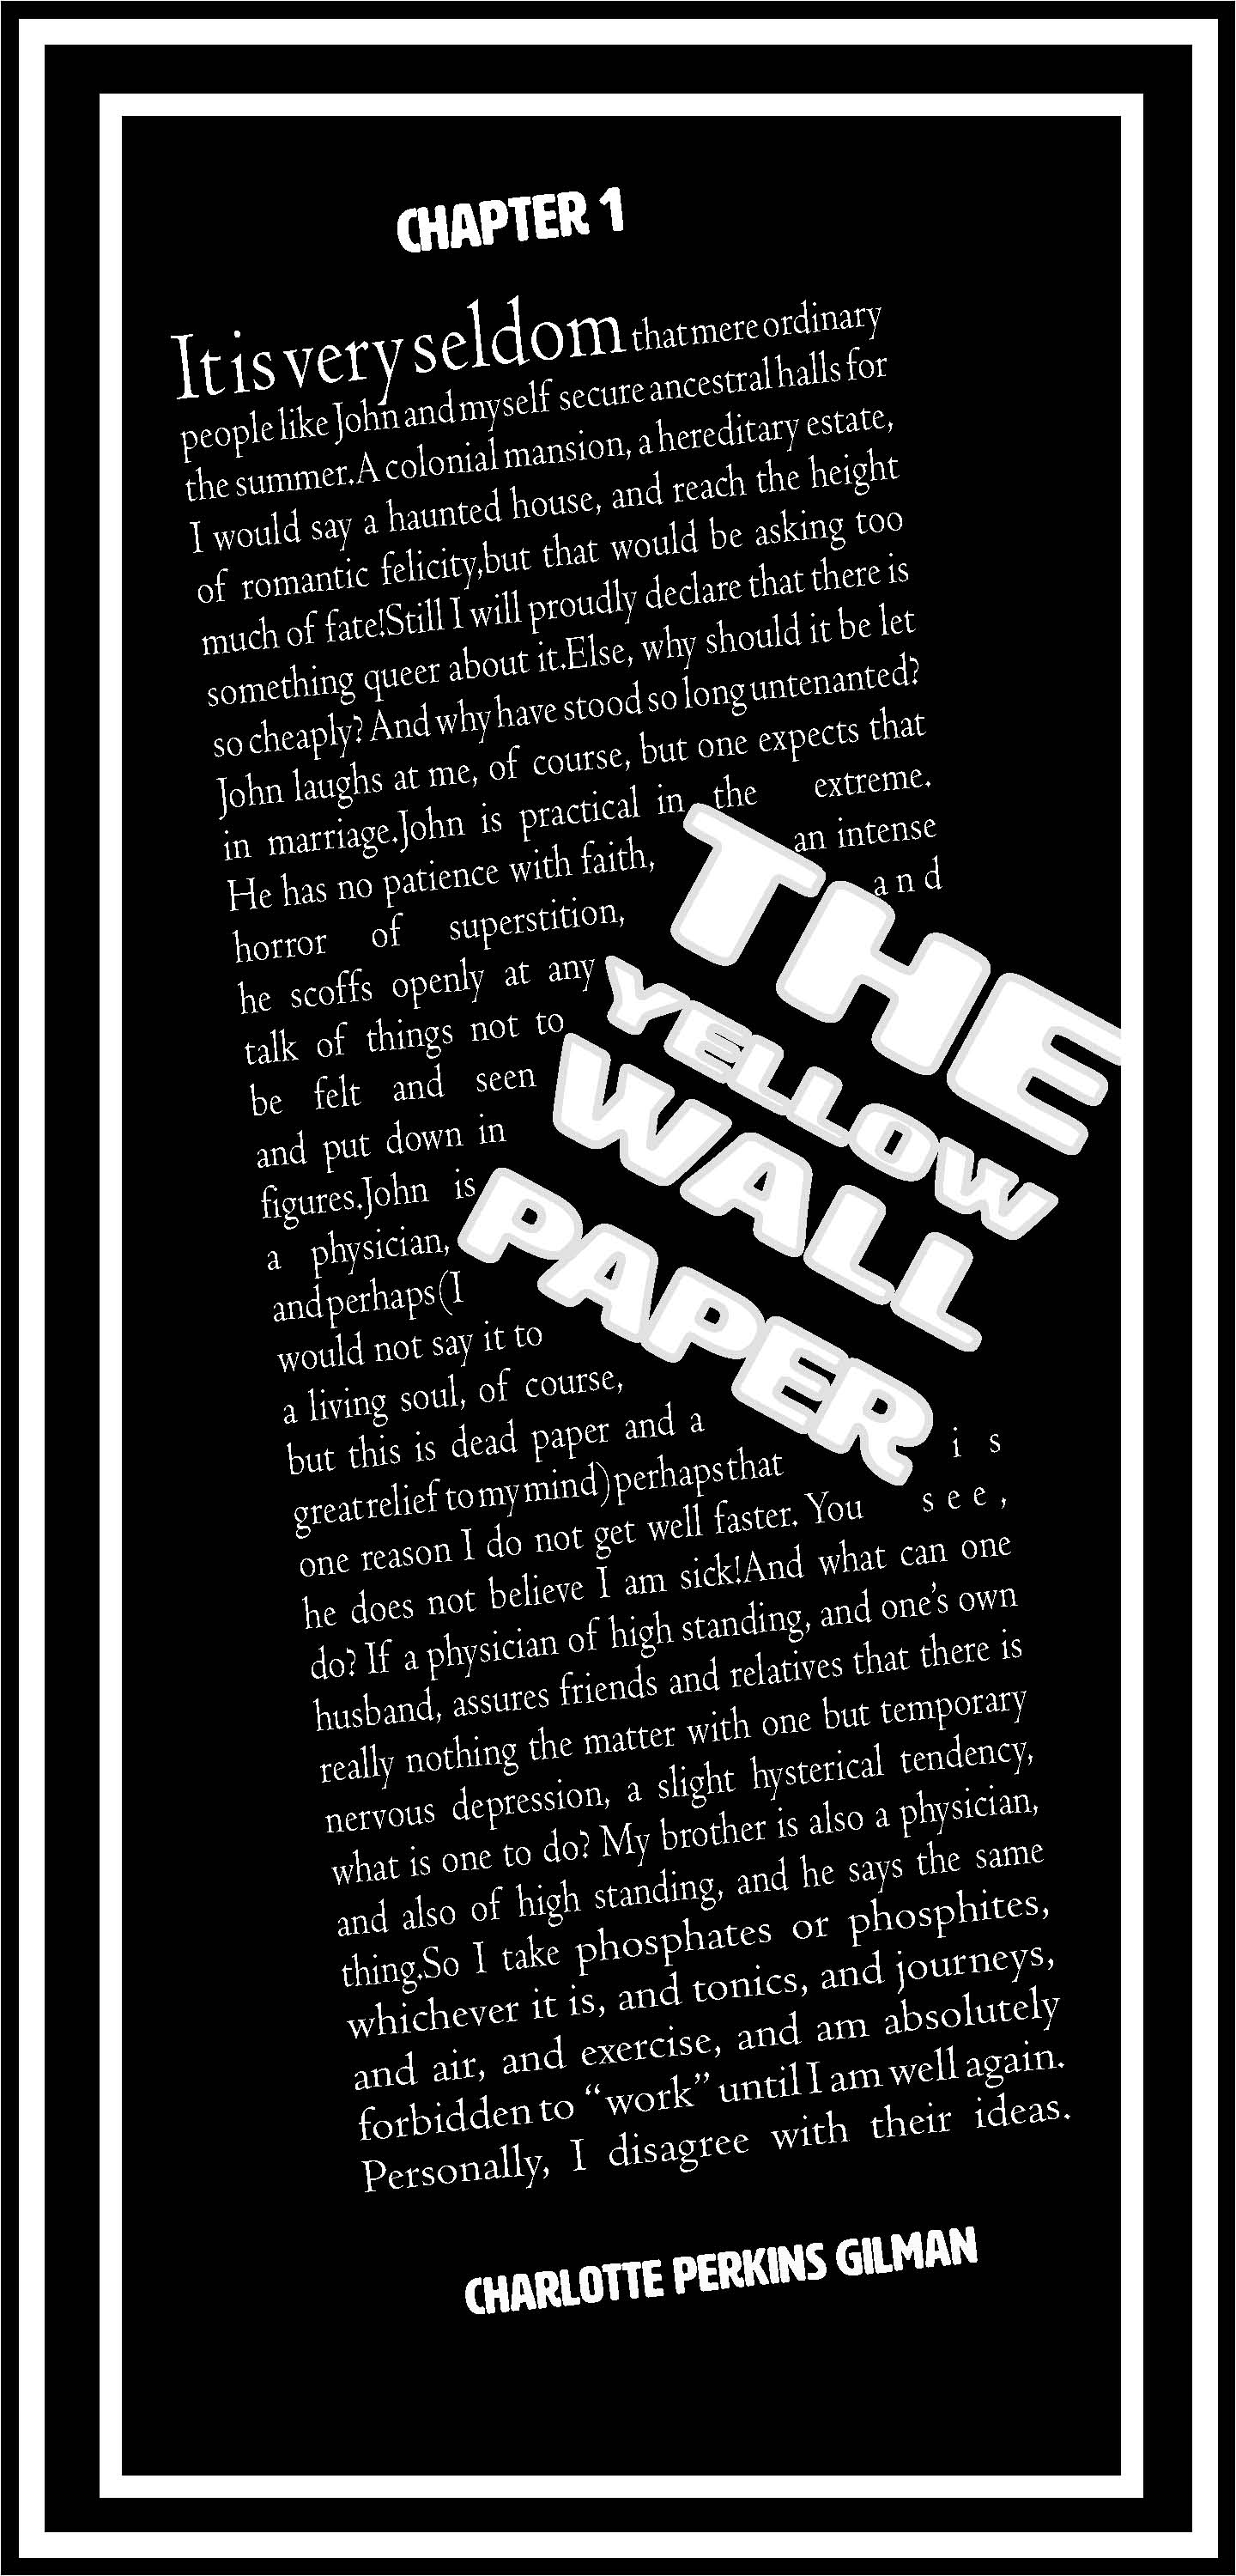 CHAPTER 1
It is very seldom that mere ordinary
people like John and myself secure ancestral halls for
the summer.A colonial mansion, a hereditary estate,
I would say a haunted house, and reach the height
of romantic felicity,but that would be asking too
much of fate!Still I will proudly declare that there is
something queer about it.Else, why should it be let
so cheaply? And why have stood so long untenanted?
John laughs at me, of course, but one expects that
in marriage.John is practical in the extreme.
He has no patience with faith, an intense
horror of superstition, and
he scoffs openly at any
talk of things not to
be felt and seen
and put down in
figures.John is
a physician,
and perhaps(I
would not say it to
a living soul, of course,
but this is dead paper and a
great relief to my mind)perhaps that is
one reason I do not get well faster. You see,
he does not believe I am sick!And what can one
do? If a physician of high standing, and one's own
husband, assures friends and relatives that there is
really nothing the matter with one but temporary
nervous depression, a slight hysterical tendency,
what is one to do? My brother is also a physician,
and also of high standing, and he says the same
thing.So I take phosphates or phosphites,
whichever it is, and tonics, and journeys,
and air, and exercise, and am absolutely
forbidden to “work” until I am well again.
Personally, I disagree with their ideas.
THE
YELLOW
WALL
PAPER
CHARLOTTE PERKINS GILMAN